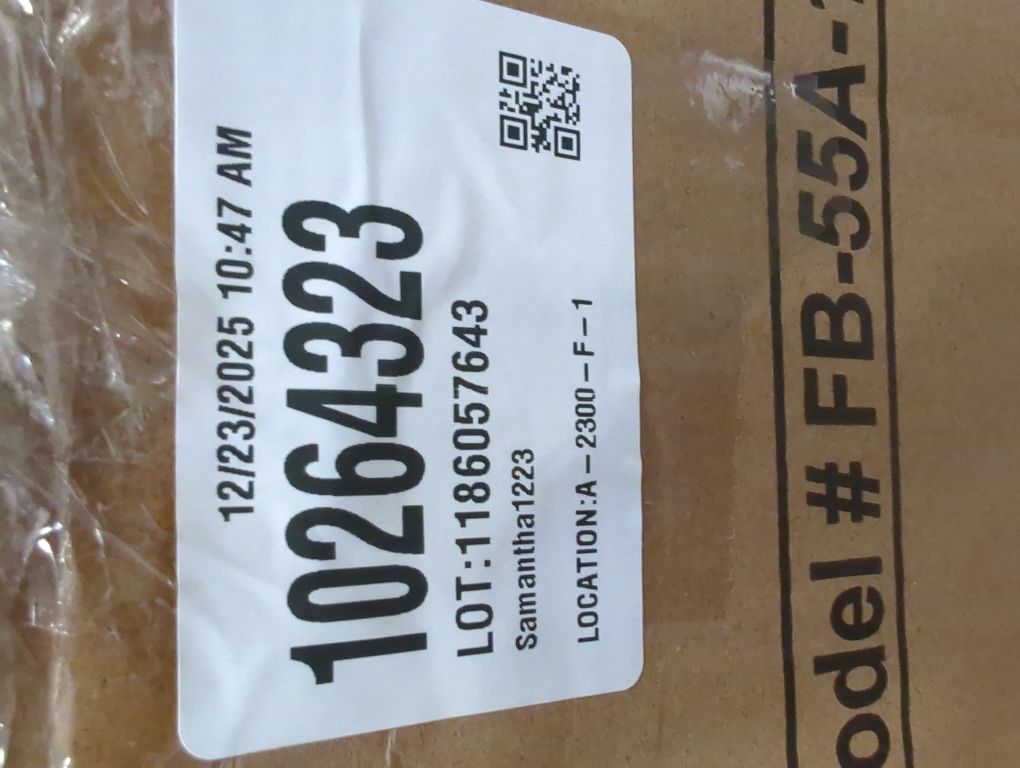 12/23/2025 10:47 AM
10264323
LOT:1186057643
Samantha1223
LOCATION:A-2300-F-1
odel # FB-55A-